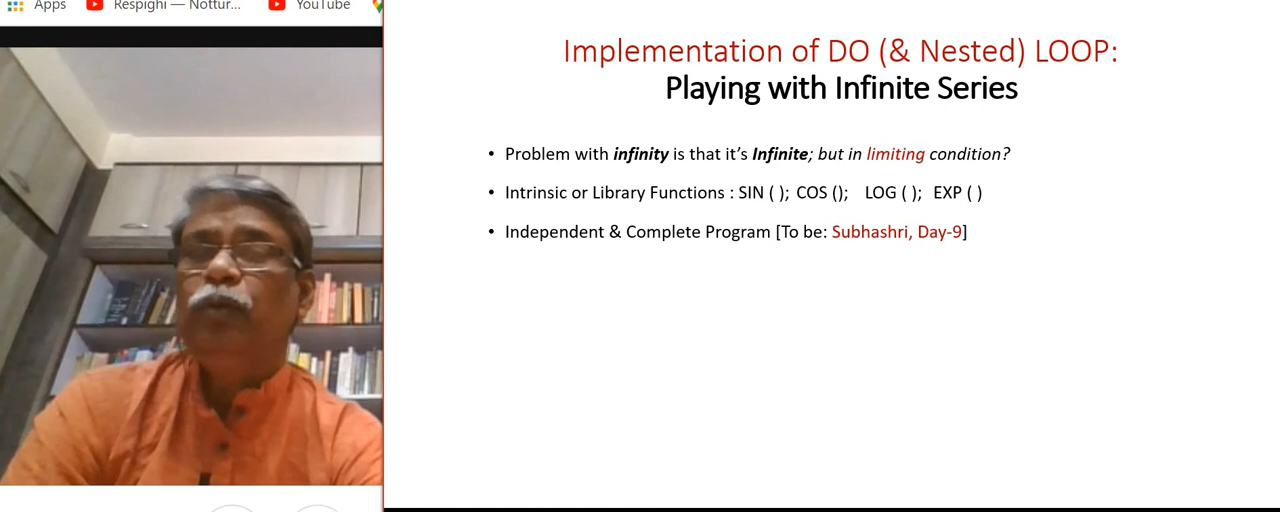 Apps Respighi — Nottur... YouTube
Implementation of DO (& Nested) LOOP:
Playing with Infinite Series
• Problem with infinity is that it's Infinite; but in limiting condition?
• Intrinsic or Library Functions : SIN ( ); COS (); LOG ( ); EXP ( )
• Independent & Complete Program [To be: Subhashri, Day-9]